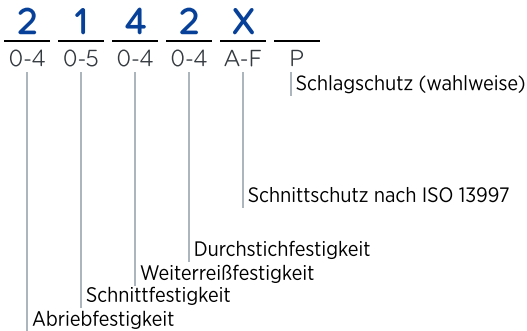 2 1 4 2 X
0-4 0-5 0-4 0-4 A-F P
Schlagschutz (wahlweise)
Schnittschutz nach ISO 13997
Durchstichfestigkeit
Weiterreißfestigkeit
Schnittfestigkeit
Abriebfestigkeit